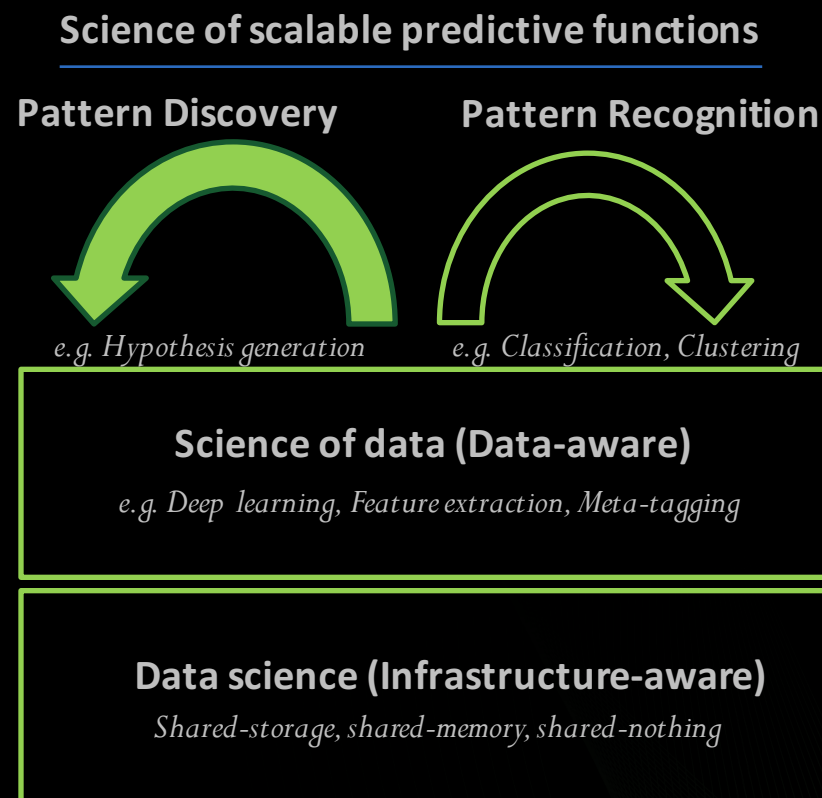 Science of scalable predictive functions
Pattern Discovery
Pattern Recognition
e.g. Hypothesis generation
e.g. Classification, Clustering
Science of data (Data-aware)
e.g. Deep learning, Feature extraction, Meta-tagging
Data science (Infrastructure-aware)
Shared-storage, shared-memory, shared-nothing